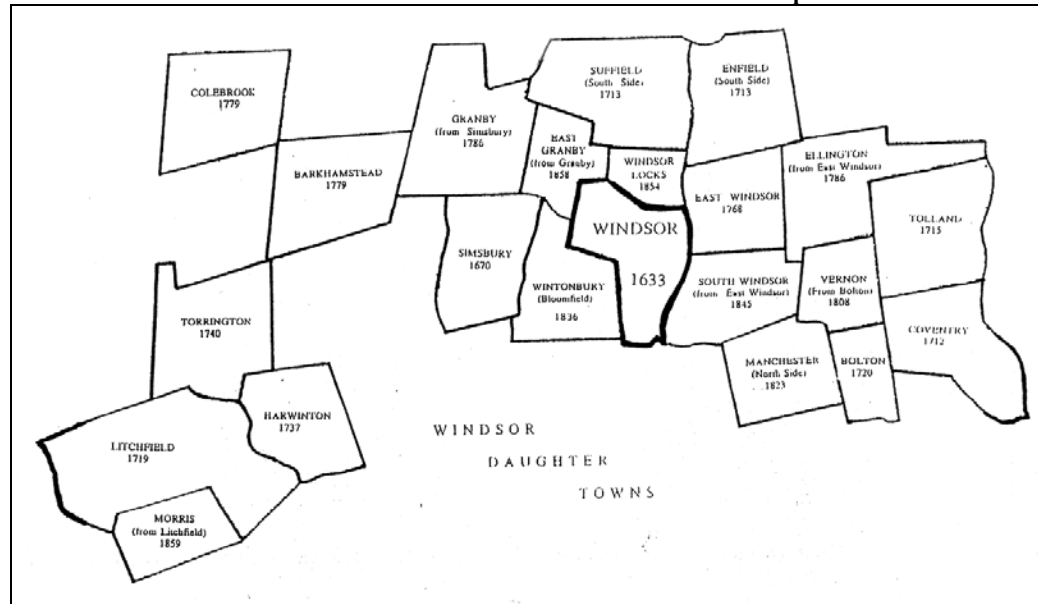 COLEBROOK
1779
BARKHAMSTEAD
1779
GRANBY
(from Simsbury)
1786
SUFFIELD
(South Side)
1713
ENFIELD
(South Side)
1713
EAST
GRANBY
(from Granby)
1858
WINDSOR
LOCKS
1854
ELLINGTON
(from East Windsor)
1786
EAST WINDSOR
1768
TOLLAND
1715
WINDSOR
1633
SIMSBURY
1670
WINTONBURY
(Bloomfield)
1836
SOUTH WINDSOR
(from East Windsor)
1845
VERNON
(From Bolton)
1808
COVENTRY
1712
TORRINGTON
1740
MANCHESTER
(North Side)
1823
BOLTON
1720
HARWINTON
1737
LITCHFIELD
1719
MORRIS
(from Litchfield)
1859
WINDSOR
DAUGHTER
TOWNS